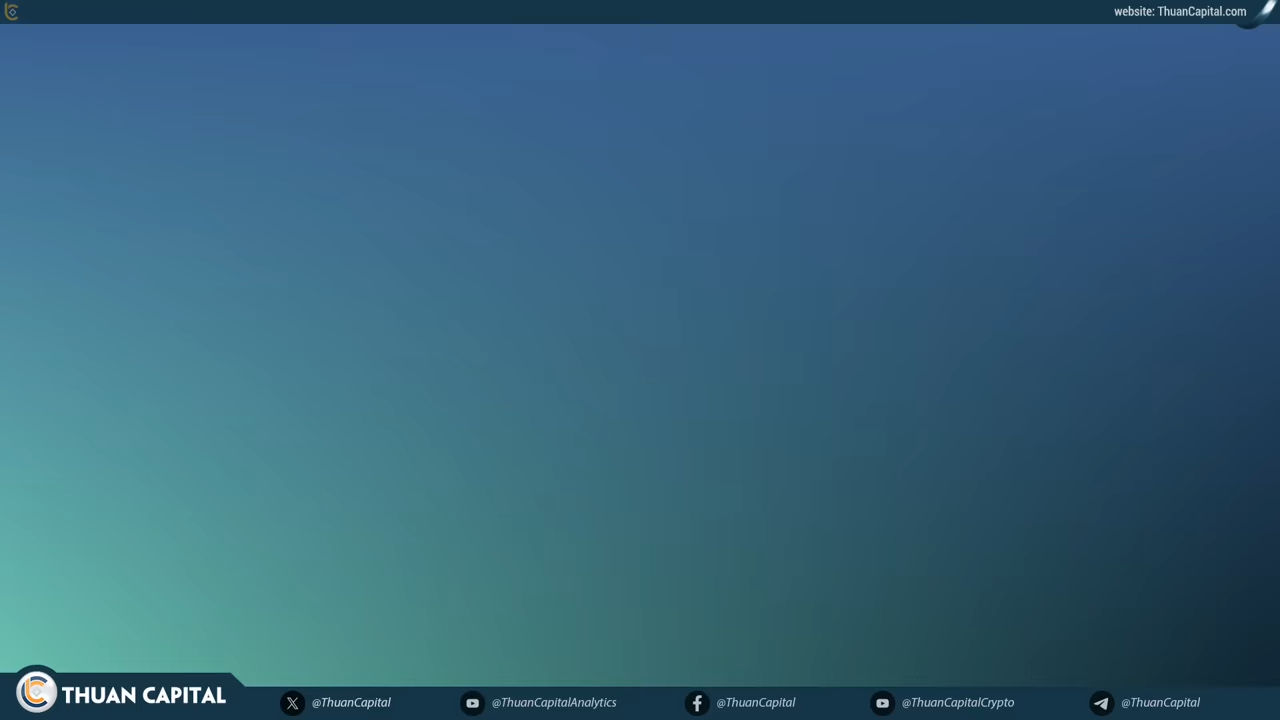 website: ThuanCapital.com
THUAN CAPITAL
@ThuanCapital
@ThuanCapitalAnalytics
@ThuanCapital
@ThuanCapitalCrypto
@ThuanCapital